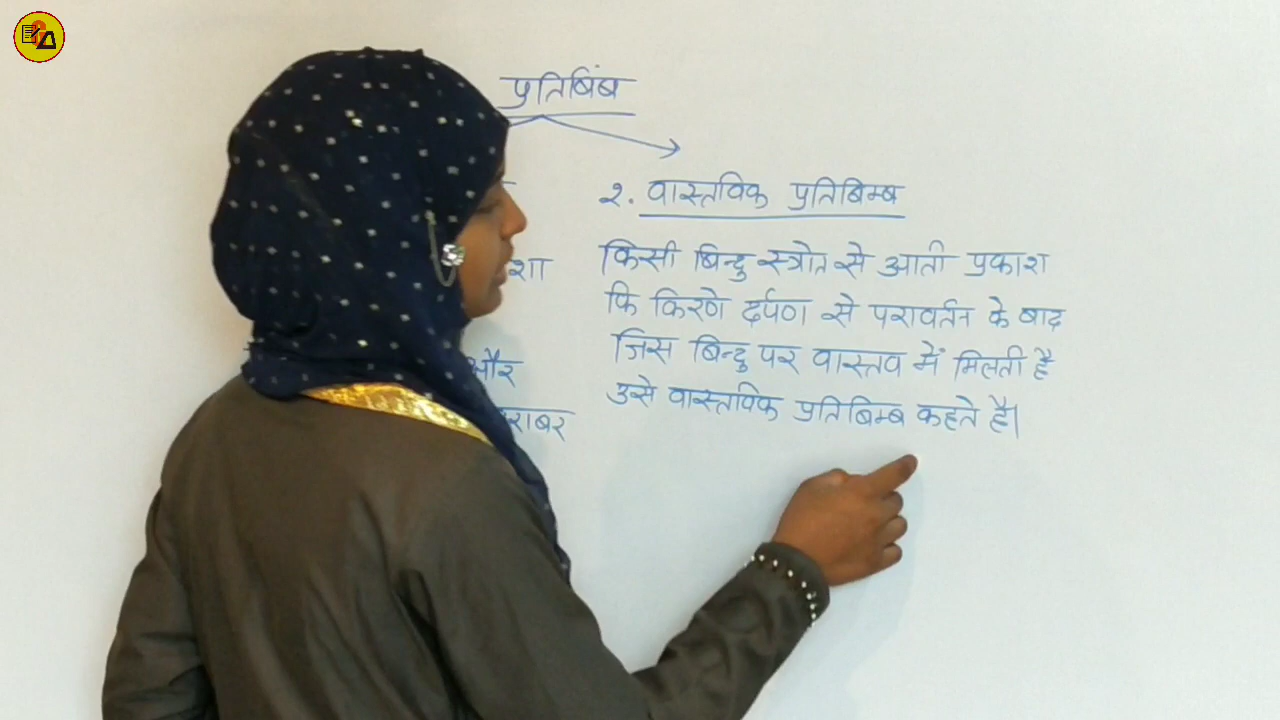 प्रतिबिंब
२. वास्तविक प्रतिबिम्ब
किसी बिन्दु स्त्रोत से आती प्रकाश
कि किरणे दर्पण से परावर्तन के बाद
जिस बिन्दु पर वास्तव में मिलती है
उसे वास्तविक प्रतिबिम्ब कहते है।
शा
और
राबर